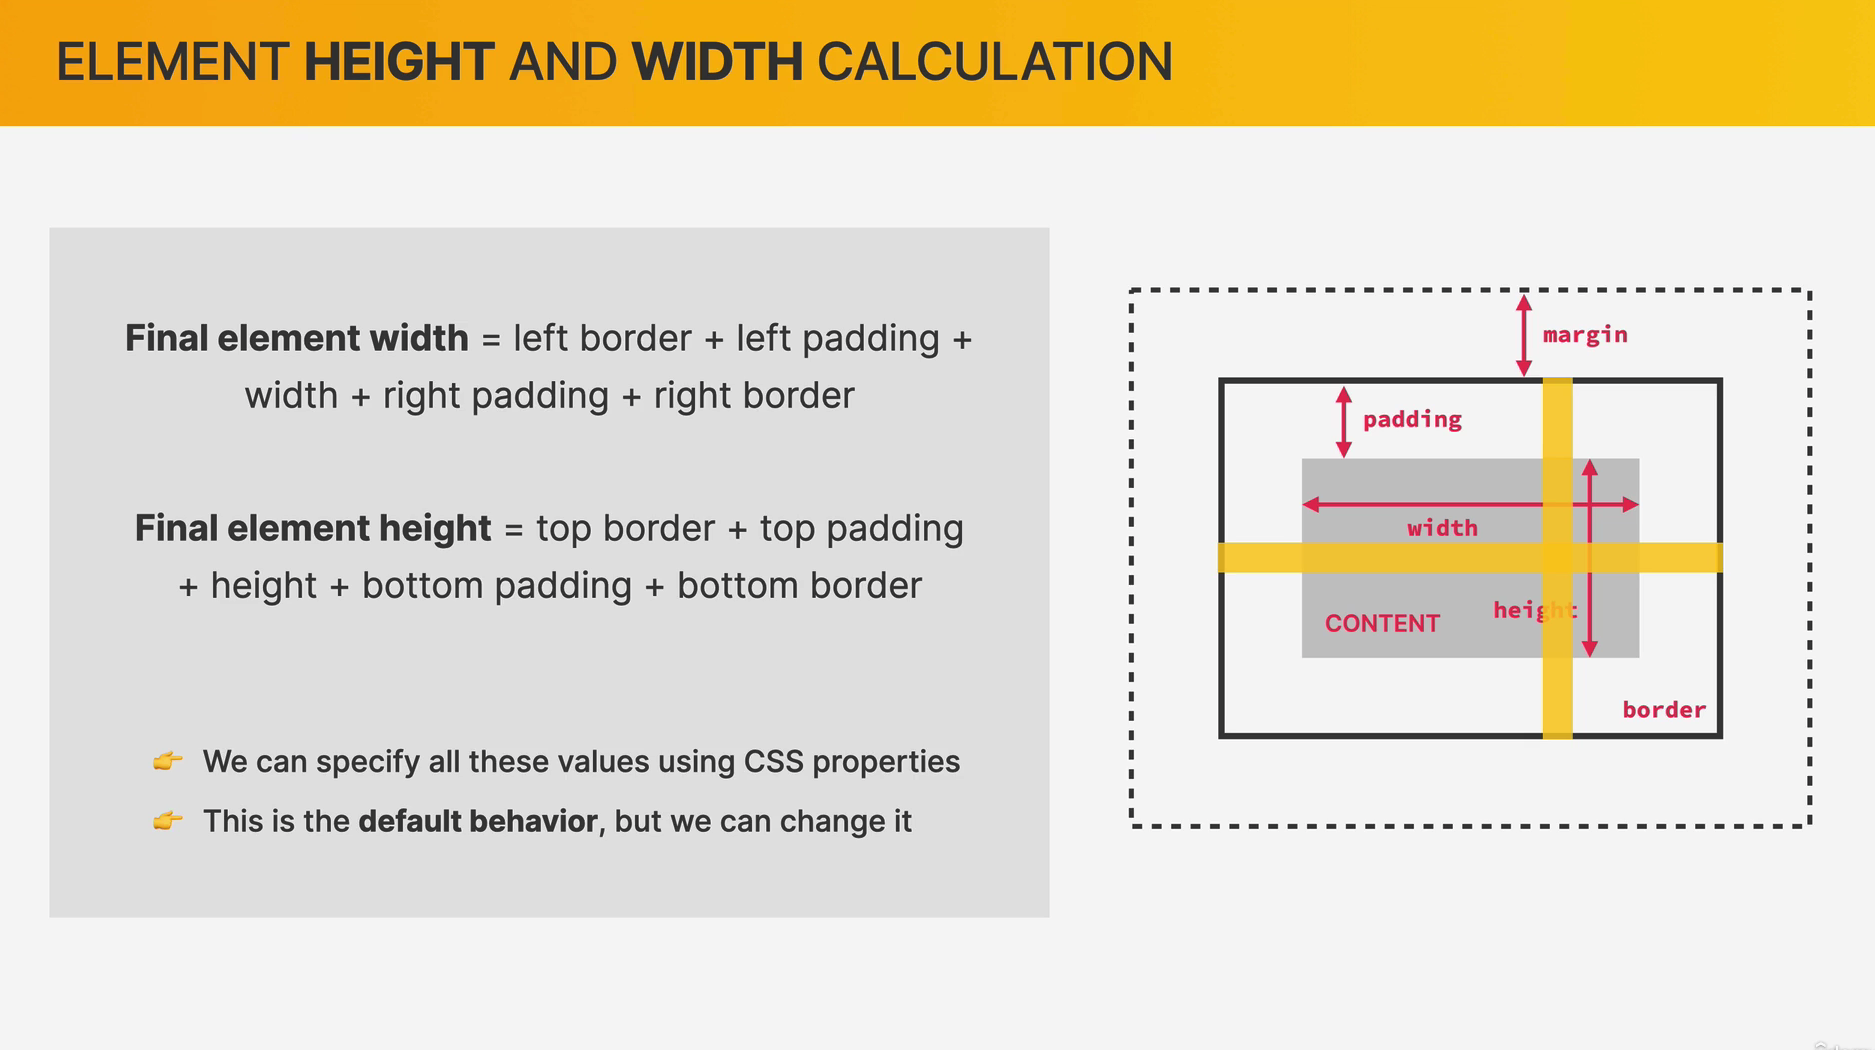 ELEMENT HEIGHT AND WIDTH CALCULATION
Final element width = left border + left padding +
width + right padding + right border
Final element height = top border + top padding
+ height + bottom padding + bottom border
👉 We can specify all these values using CSS properties
👉 This is the default behavior, but we can change it
margin
padding
width
height
CONTENT
border